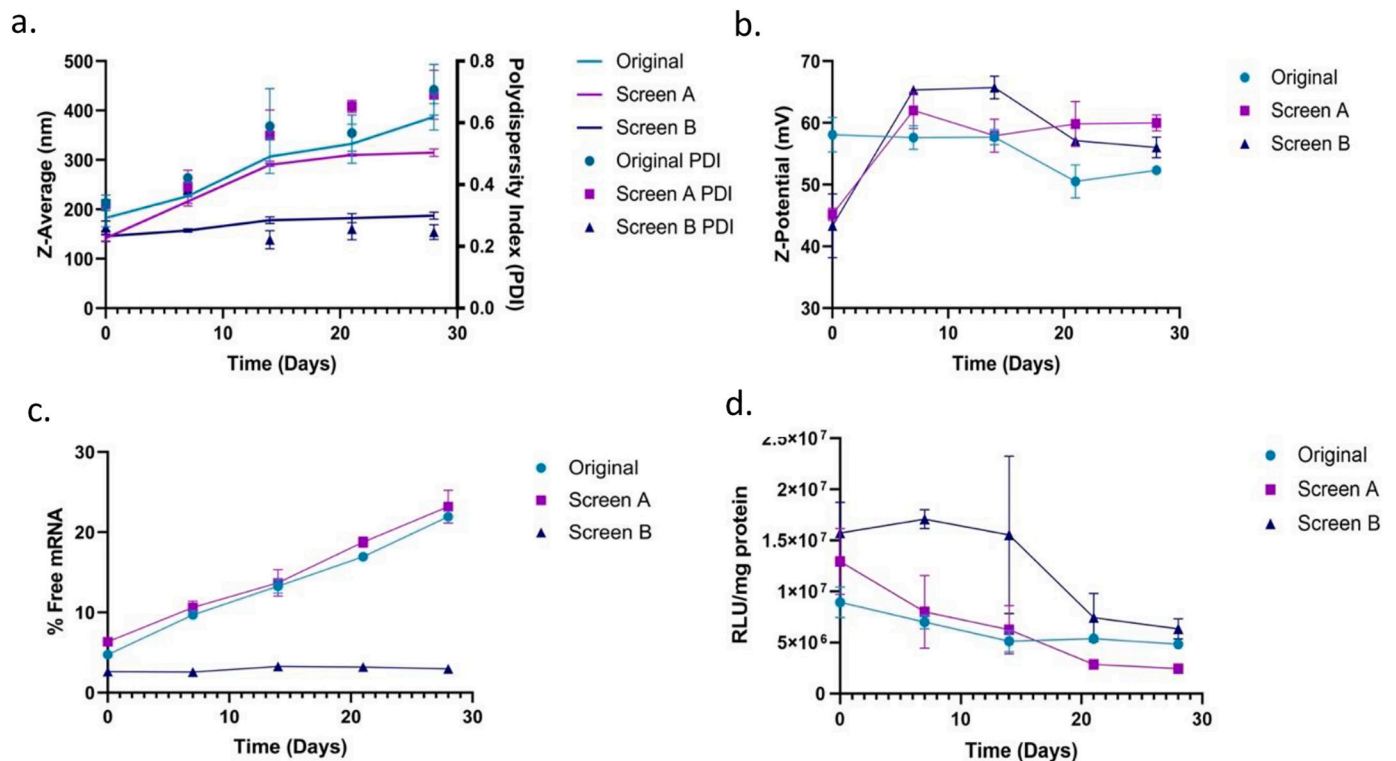 a.
500
400
300
200
100
0
Z-Average (nm)
0.8
0.6
0.4
0.2
0.0
Polydispersity Index (PDI)
0 10 20 30
Time (Days)
Original
Screen A
Screen B
Original PDI
Screen A PDI
Screen B PDI
b.
70
60
50
40
30
Z-Potential (mV)
0 10 20 30
Time (Days)
Original
Screen A
Screen B
c.
30
20
10
0
% Free mRNA
0 10 20 30
Time (Days)
Original
Screen A
Screen B
d.
2.5×10⁷
2×10⁷
1.5×10⁷
1×10⁷
5×10⁶
0
RLU/mg protein
0 10 20 30
Time (Days)
Original
Screen A
Screen B